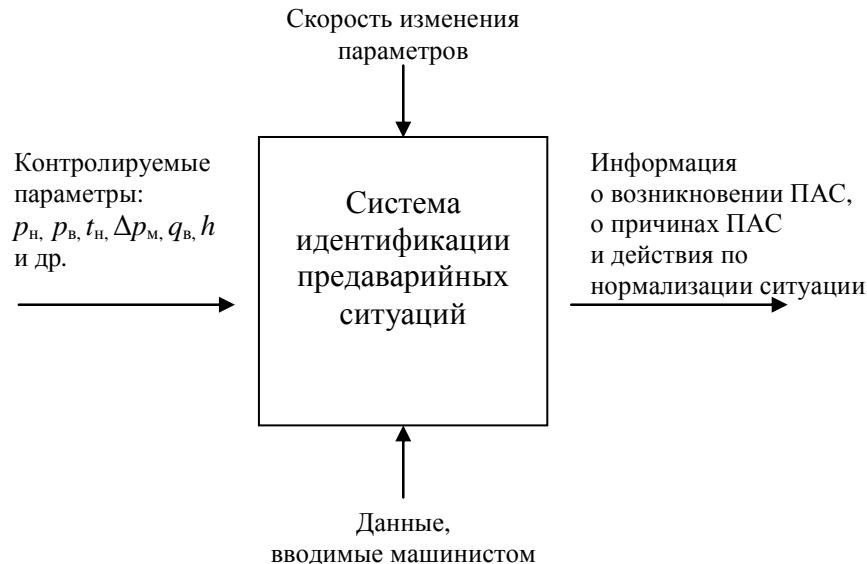 Скорость изменения
параметров
Контролируемые
параметры:
pн, pв, tн, Δpм, qв, h
и др.
Система
идентификации
предаварийных
ситуаций
Информация
о возникновении ПАС,
о причинах ПАС
и действия по
нормализации ситуации
Данные,
вводимые машинистом